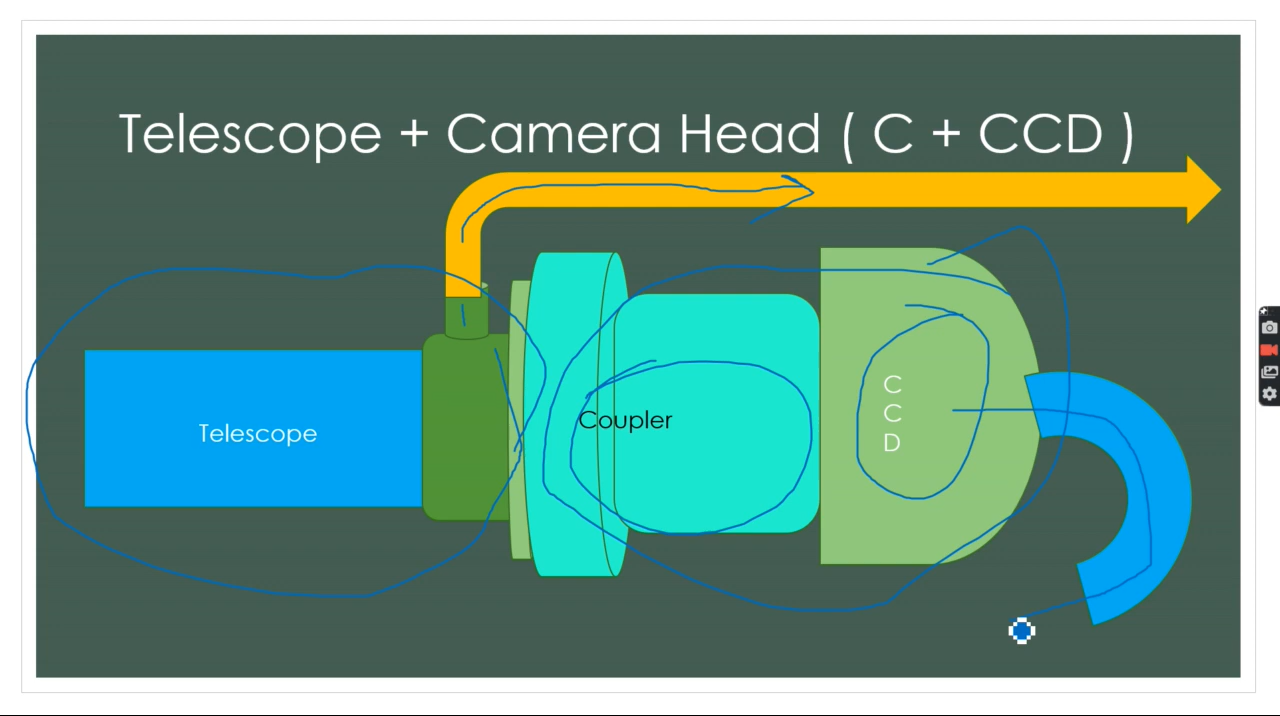 Telescope + Camera Head ( C + CCD )
Telescope
Coupler
C
C
D